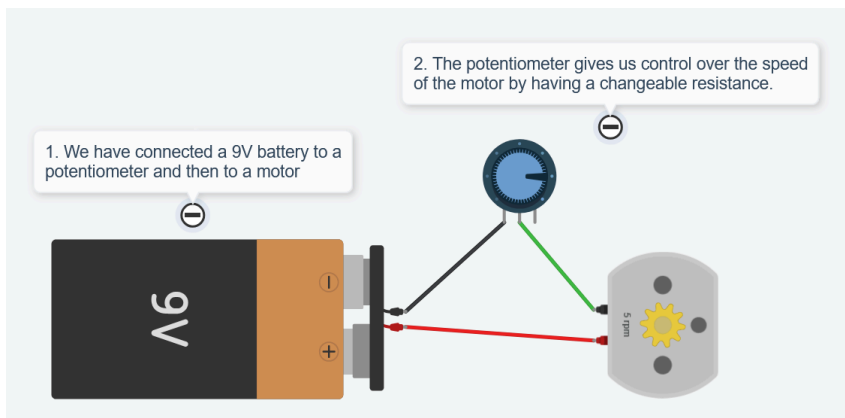 2. The potentiometer gives us control over the speed
of the motor by having a changeable resistance.
1. We have connected a 9V battery to a
potentiometer and then to a motor
9V
5 rpm